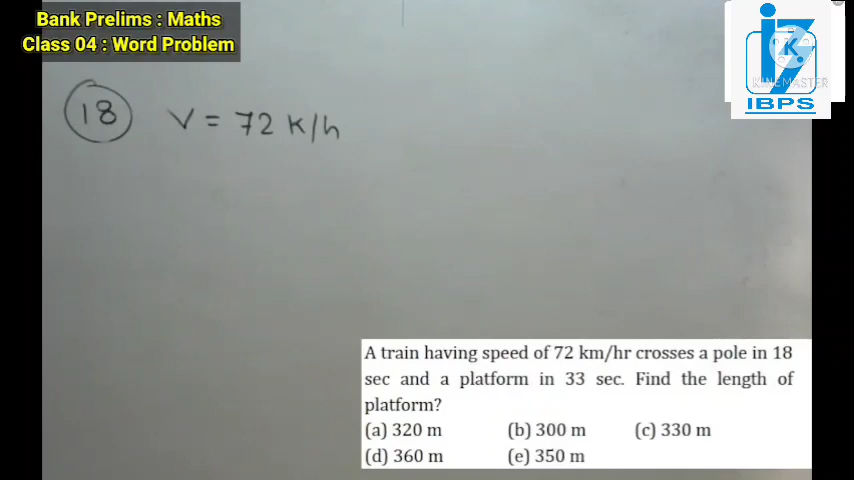 Bank Prelims : Maths
Class 04 : Word Problem
K
KINEMASTER
IBPS
18 V = 72 K/h
A train having speed of 72 km/hr crosses a pole in 18
sec and a platform in 33 sec. Find the length of
platform?
(a) 320 m (b) 300 m (c) 330 m
(d) 360 m (e) 350 m